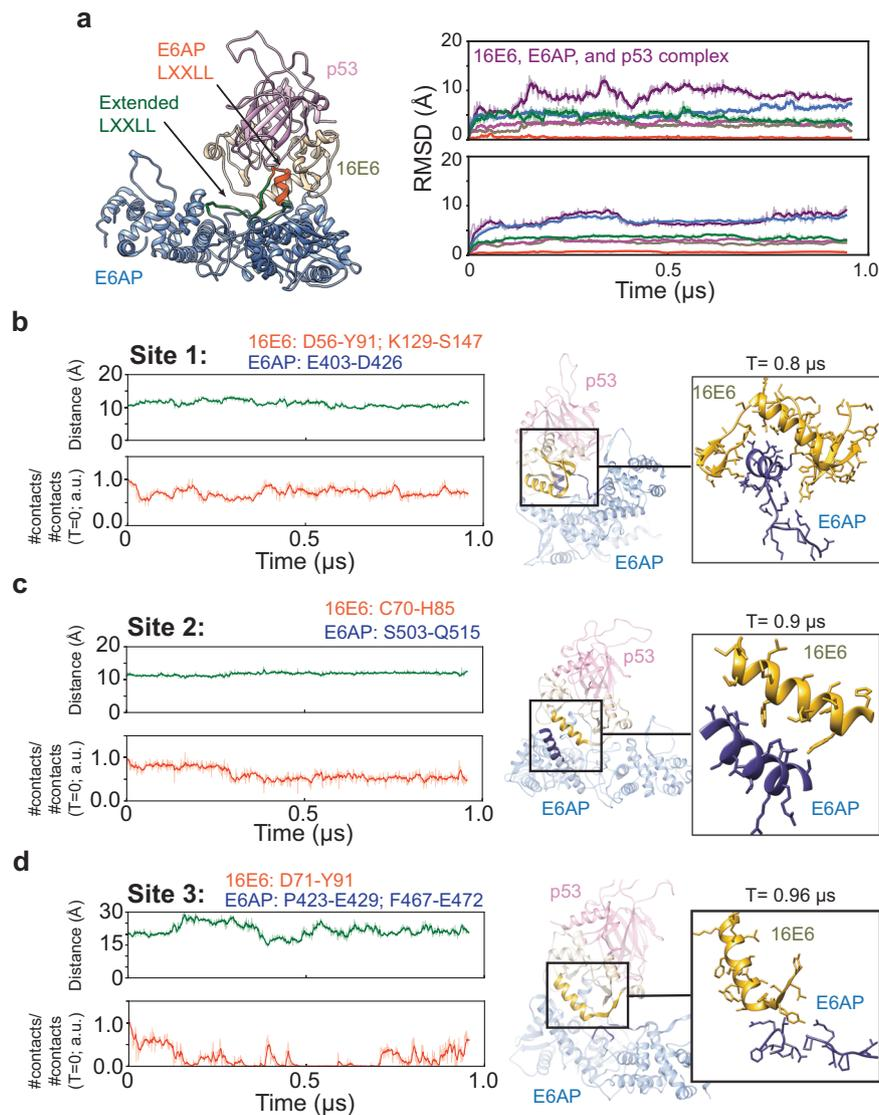 a
E6AP
LXXLL
p53
Extended
LXXLL
16E6
E6AP
16E6, E6AP, and p53 complex
RMSD (Å)
20
10
0
20
10
0
0
0.5
1.0
Time (µs)
b
Site 1:
16E6: D56-Y91; K129-S147
E6AP: E403-D426
Distance (Å)
20
10
0
#contacts/
#contacts
(T=0; a.u.)
1.0
0.0
0
0.5
1.0
Time (µs)
p53
E6AP
T= 0.8 µs
16E6
E6AP
c
Site 2:
16E6: C70-H85
E6AP: S503-Q515
Distance (Å)
20
10
0
#contacts/
#contacts
(T=0; a.u.)
1.0
0.0
0
0.5
1.0
Time (µs)
p53
E6AP
T= 0.9 µs
16E6
E6AP
d
Site 3:
16E6: D71-Y91
E6AP: P423-E429; F467-E472
Distance (Å)
30
15
0
#contacts/
#contacts
(T=0; a.u.)
1.0
0.0
0
0.5
1.0
Time (µs)
p53
E6AP
T= 0.96 µs
16E6
E6AP